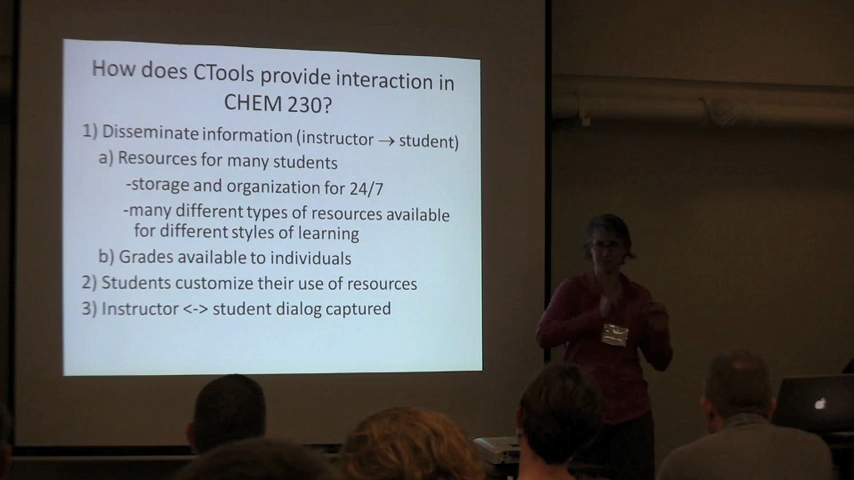 How does CTools provide interaction in
CHEM 230?
1) Disseminate information (instructor → student)
a) Resources for many students
-storage and organization for 24/7
-many different types of resources available
for different styles of learning
b) Grades available to individuals
2) Students customize their use of resources
3) Instructor <-> student dialog captured